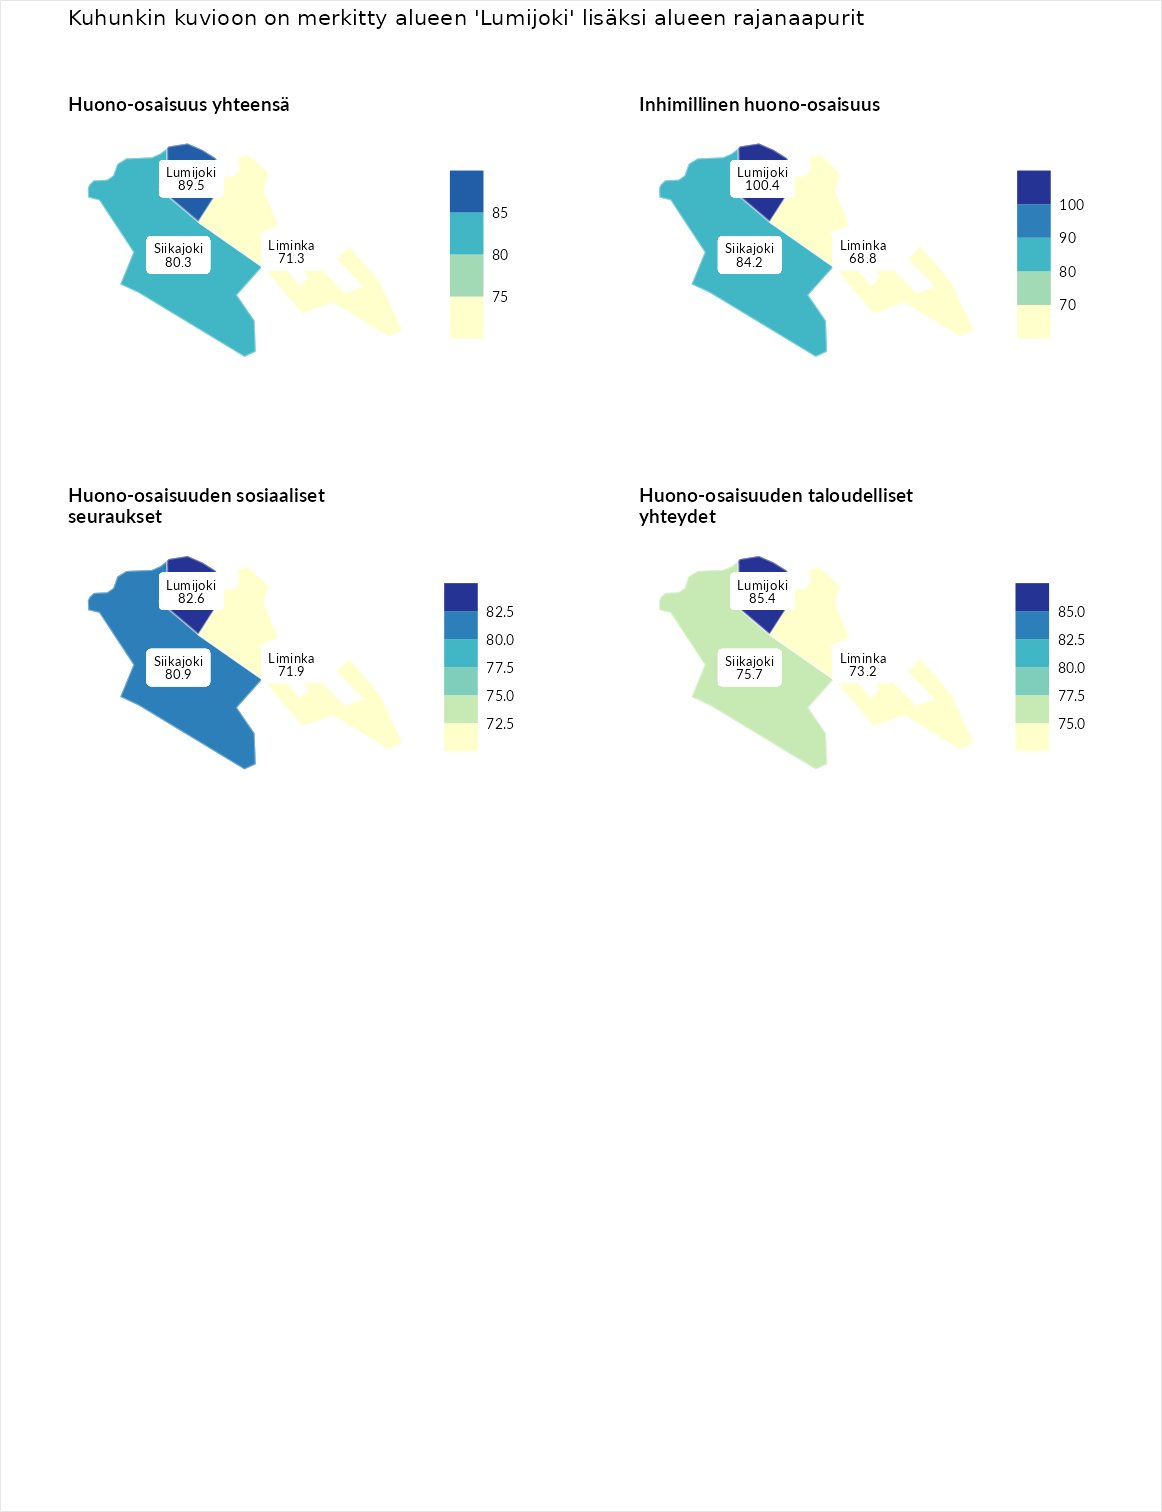 Kuhunkin kuvioon on merkitty alueen 'Lumijoki' lisäksi alueen rajanaapurit
Huono-osaisuus yhteensä
Lumijoki
89.5
Siikajoki
80.3
Liminka
71.3
85
80
75
Inhimillinen huono-osaisuus
Lumijoki
100.4
Siikajoki
84.2
Liminka
68.8
100
90
80
70
Huono-osaisuuden sosiaaliset
seuraukset
Lumijoki
82.6
Siikajoki
80.9
Liminka
71.9
82.5
80.0
77.5
75.0
72.5
Huono-osaisuuden taloudelliset
yhteydet
Lumijoki
85.4
Siikajoki
75.7
Liminka
73.2
85.0
82.5
80.0
77.5
75.0